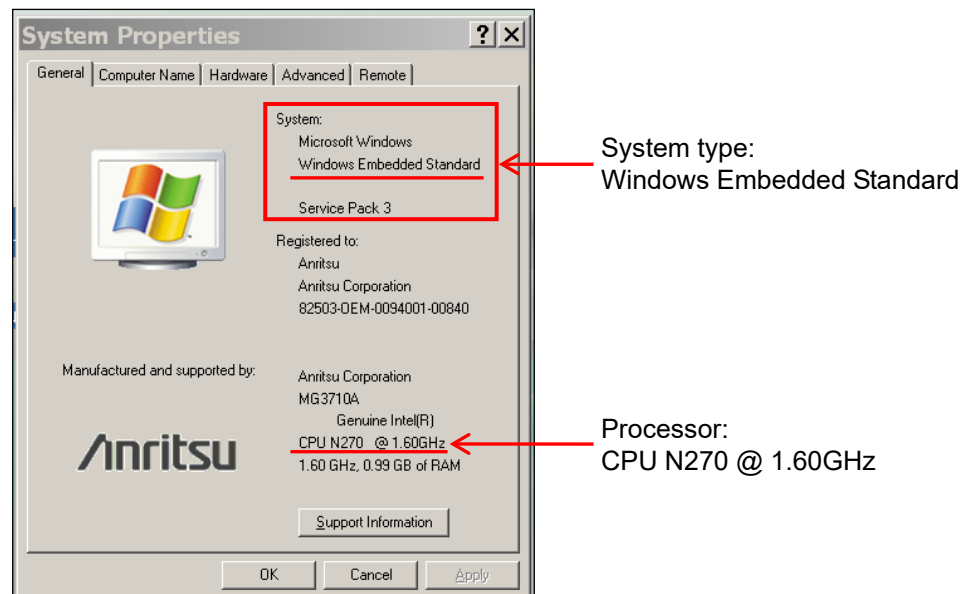 System Properties
General Computer Name Hardware Advanced Remote
System:
Microsoft Windows
Windows Embedded Standard
Service Pack 3
Registered to:
Anritsu
Anritsu Corporation
82503-OEM-0094001-00840
Manufactured and supported by:
Anritsu Corporation
MG3710A
Genuine Intel(R)
CPU N270 @ 1.60GHz
1.60 GHz, 0.99 GB of RAM
Anritsu
Support Information
OK Cancel Apply
System type:
Windows Embedded Standard
Processor:
CPU N270 @ 1.60GHz